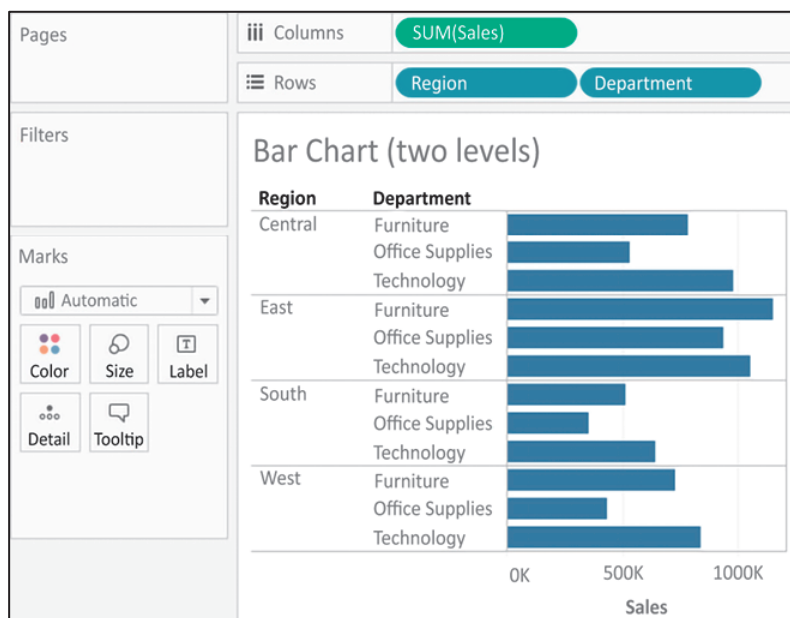 Pages
Columns
SUM(Sales)
Rows
Region
Department
Filters
Marks
Automatic
Color
Size
T
Label
Detail
Tooltip
Bar Chart (two levels)
Region
Department
Central
Furniture
Office Supplies
Technology
East
Furniture
Office Supplies
Technology
South
Furniture
Office Supplies
Technology
West
Furniture
Office Supplies
Technology
0K
500K
1000K
Sales